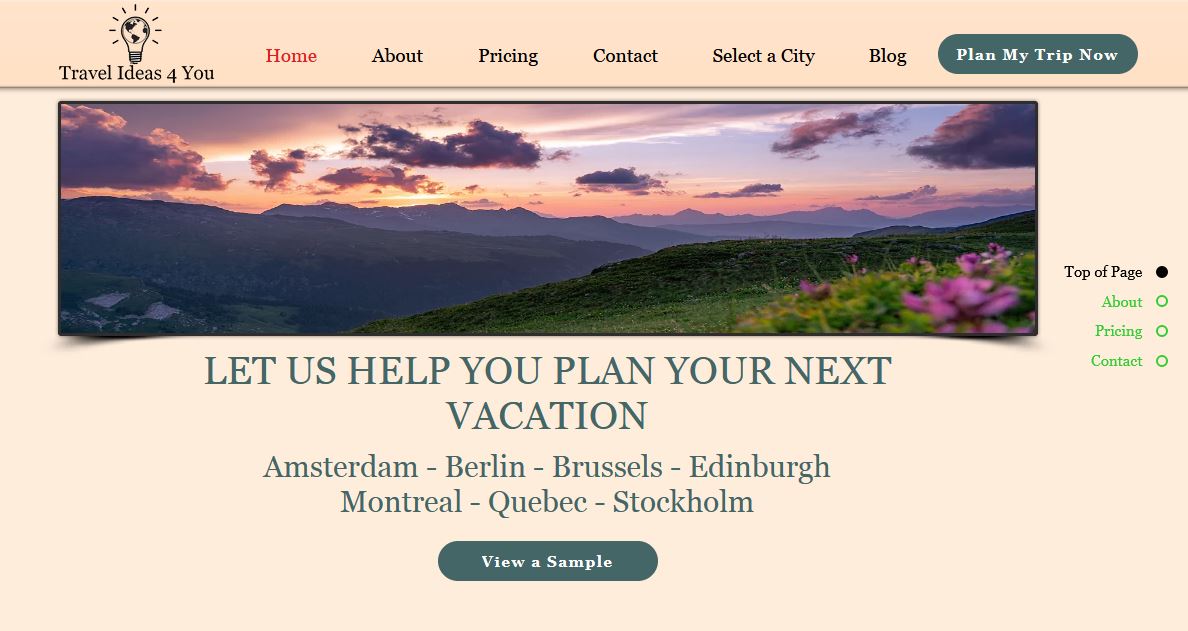 Travel Ideas 4 You
Home About Pricing Contact Select a City Blog Plan My Trip Now
Top of Page
About
Pricing
Contact
LET US HELP YOU PLAN YOUR NEXT
VACATION
Amsterdam - Berlin - Brussels - Edinburgh
Montreal - Quebec - Stockholm
View a Sample